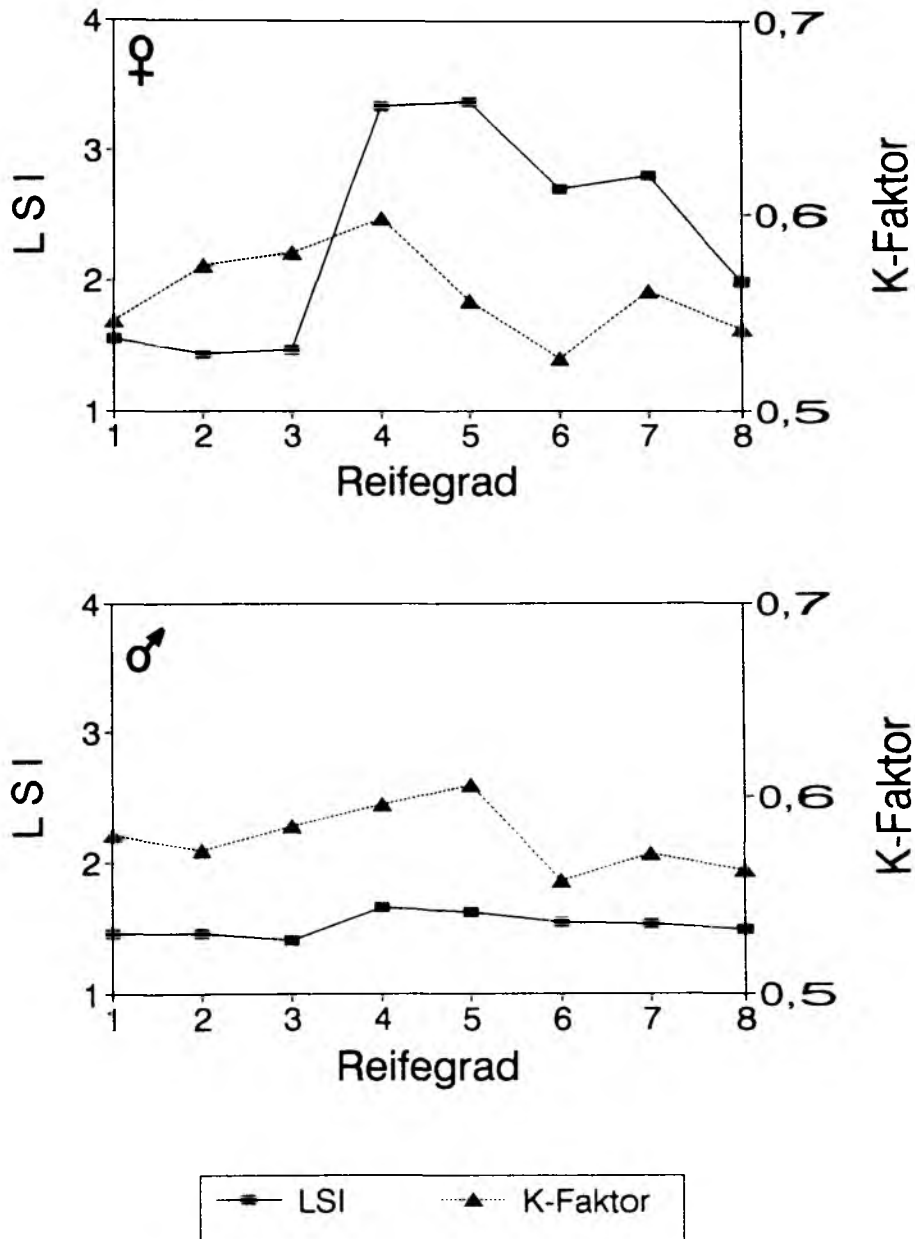 ♀
4
3
2
1
LSI
0,7
0,6
0,5
K-Faktor
1 2 3 4 5 6 7 8
Reifegrad
♂
4
3
2
1
LSI
0,7
0,6
0,5
K-Faktor
1 2 3 4 5 6 7 8
Reifegrad
LSI K-Faktor